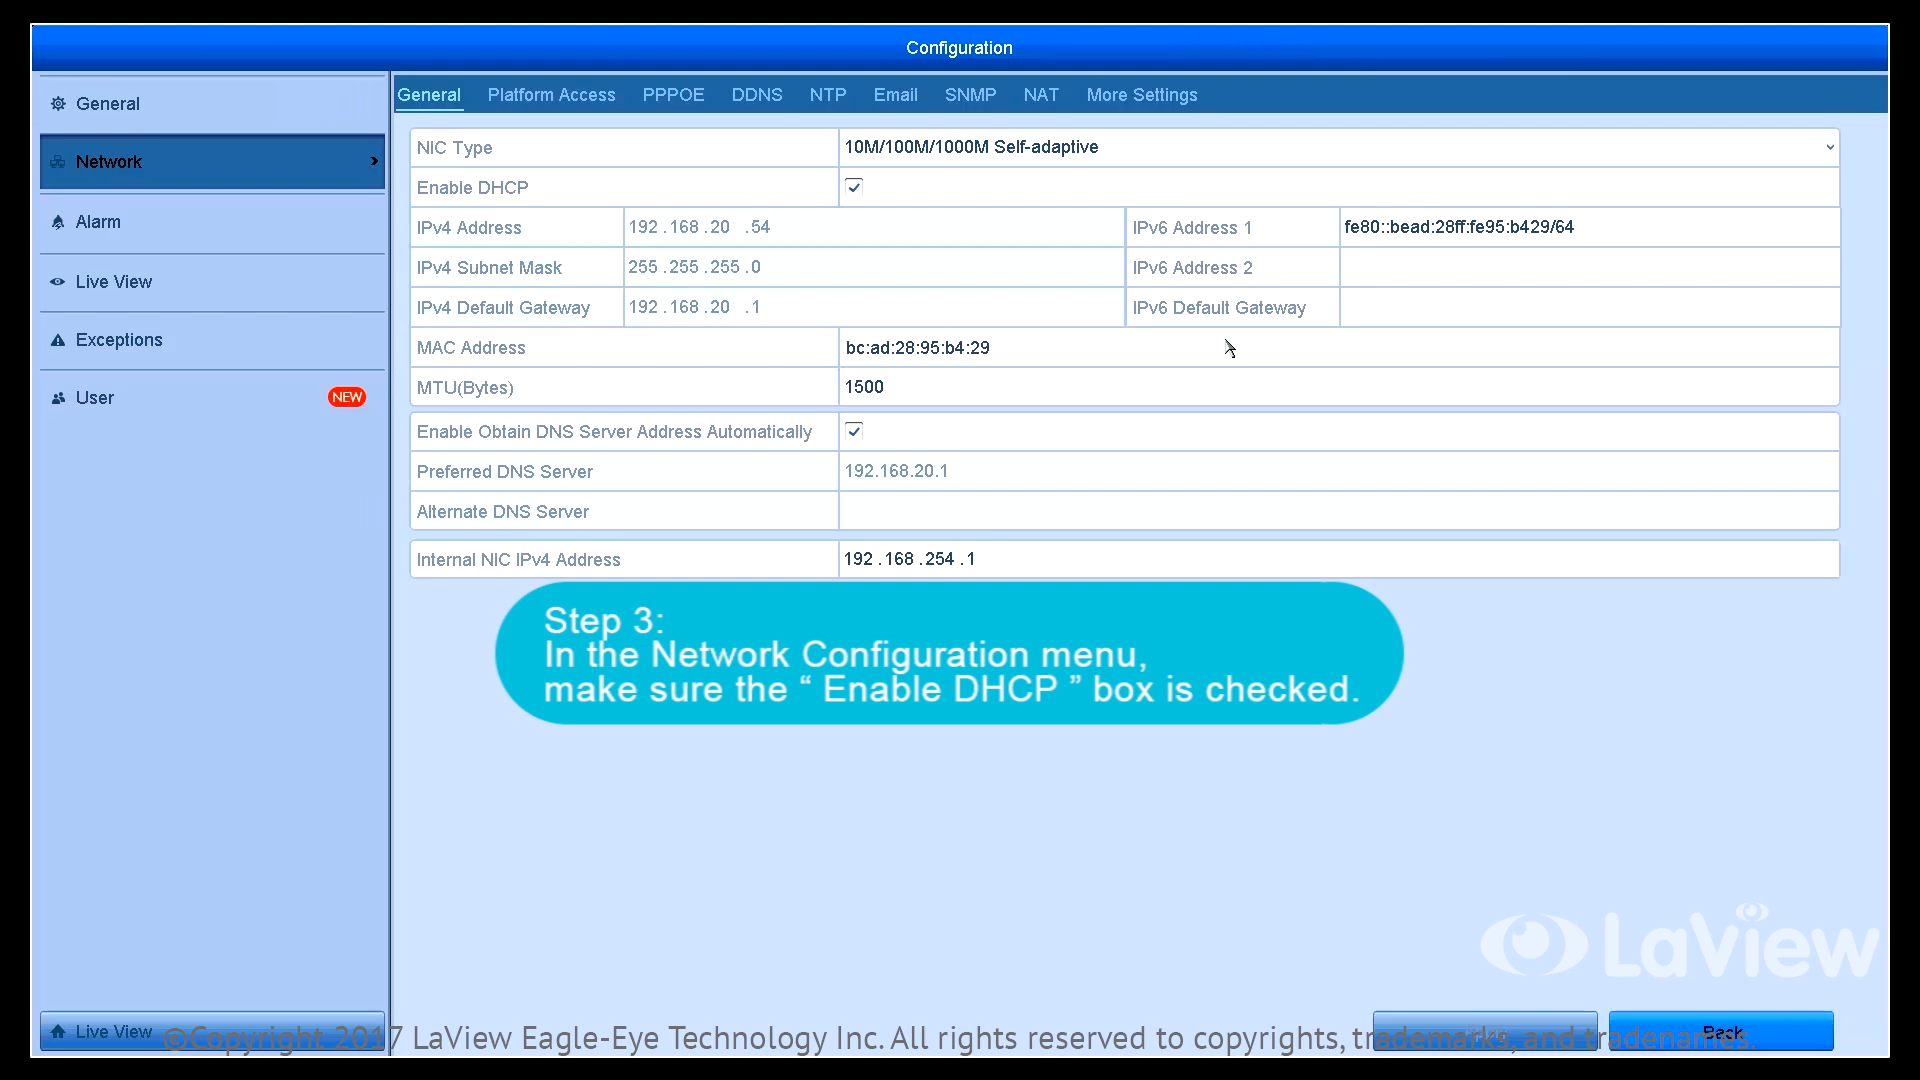 Configuration
General
Network
Alarm
Live View
Exceptions
User NEW
Live View
General Platform Access PPPOE DDNS NTP Email SNMP NAT More Settings
NIC Type 10M/100M/1000M Self-adaptive
Enable DHCP
IPv4 Address 192 .168 .20 .54 IPv6 Address 1 fe80::bead:28ff:fe95:b429/64
IPv4 Subnet Mask 255 .255 .255 .0 IPv6 Address 2
IPv4 Default Gateway 192 .168 .20 .1 IPv6 Default Gateway
MAC Address bc:ad:28:95:b4:29
MTU(Bytes) 1500
Enable Obtain DNS Server Address Automatically
Preferred DNS Server 192.168.20.1
Alternate DNS Server
Internal NIC IPv4 Address 192 .168 .254 .1
Step 3:
In the Network Configuration menu,
make sure the “ Enable DHCP ” box is checked.
LaView
Back
©Copyright 2017 LaView Eagle-Eye Technology Inc. All rights reserved to copyrights, trademarks, and tradenames.